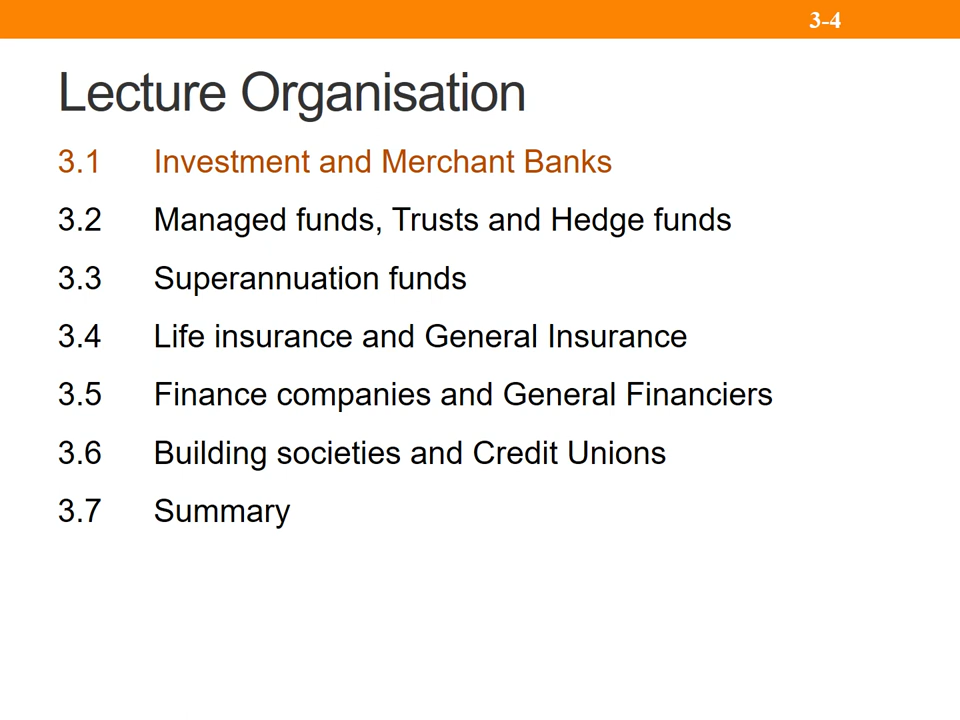 3-4
Lecture Organisation
3.1 Investment and Merchant Banks
3.2 Managed funds, Trusts and Hedge funds
3.3 Superannuation funds
3.4 Life insurance and General Insurance
3.5 Finance companies and General Financiers
3.6 Building societies and Credit Unions
3.7 Summary